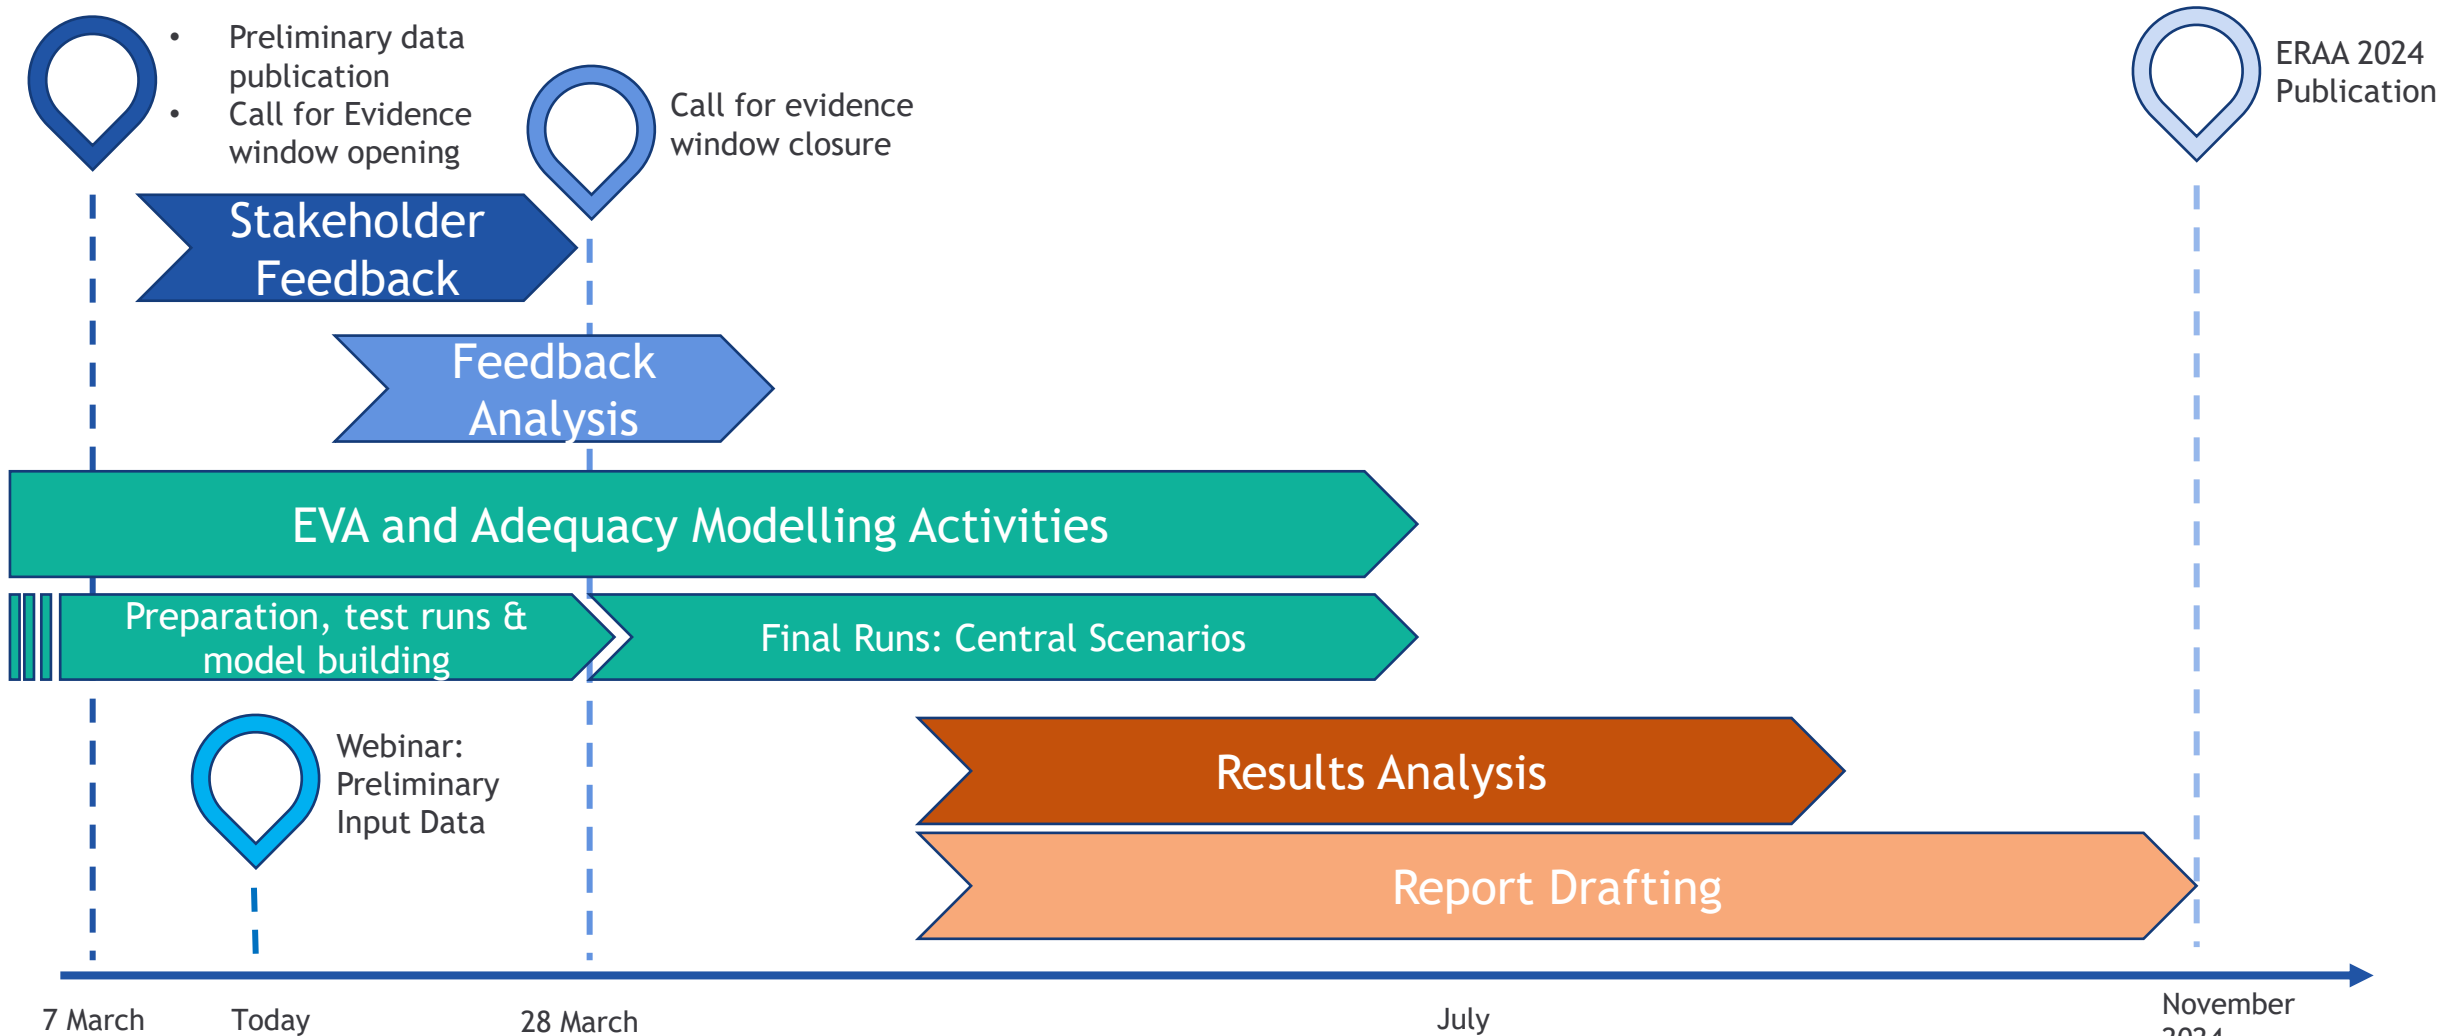 • Preliminary data
publication
• Call for Evidence
window opening
Call for evidence
window closure
ERAA 2024
Publication
Stakeholder
Feedback
Feedback
Analysis
EVA and Adequacy Modelling Activities
Preparation, test runs &
model building
Final Runs: Central Scenarios
Webinar:
Preliminary
Input Data
Results Analysis
Report Drafting
7 March
Today
28 March
July
November
2024